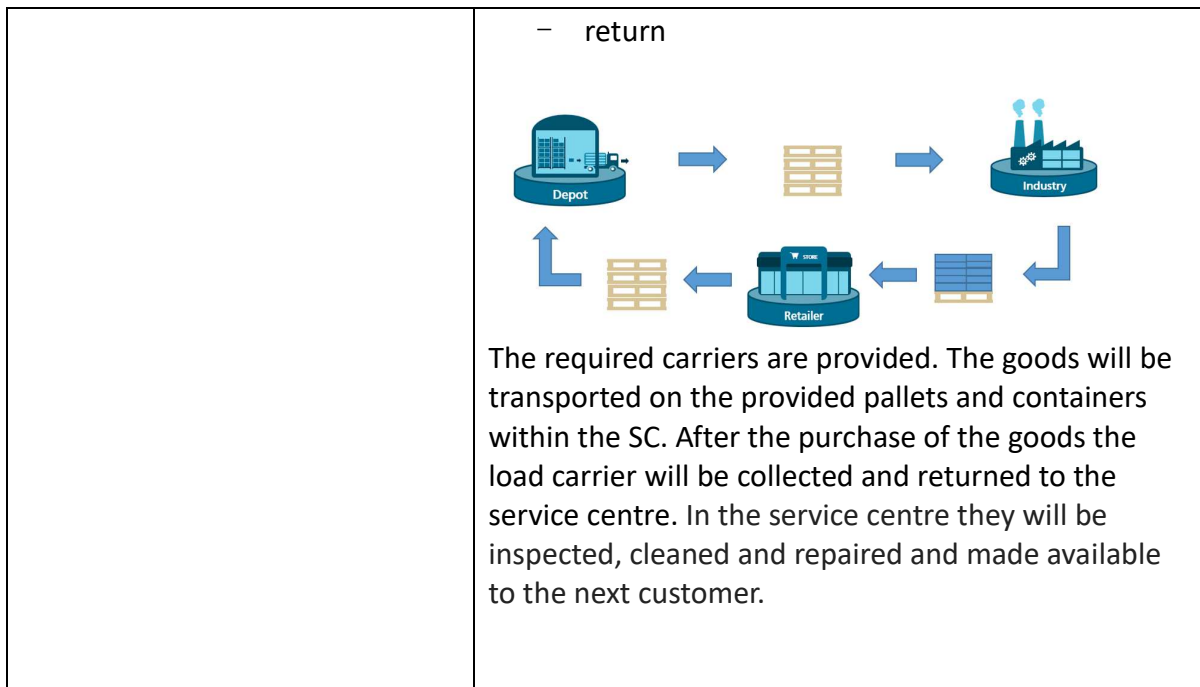 – return
Depot
Industry
STORE
Retailer
The required carriers are provided. The goods will be
transported on the provided pallets and containers
within the SC. After the purchase of the goods the
load carrier will be collected and returned to the
service centre. In the service centre they will be
inspected, cleaned and repaired and made available
to the next customer.